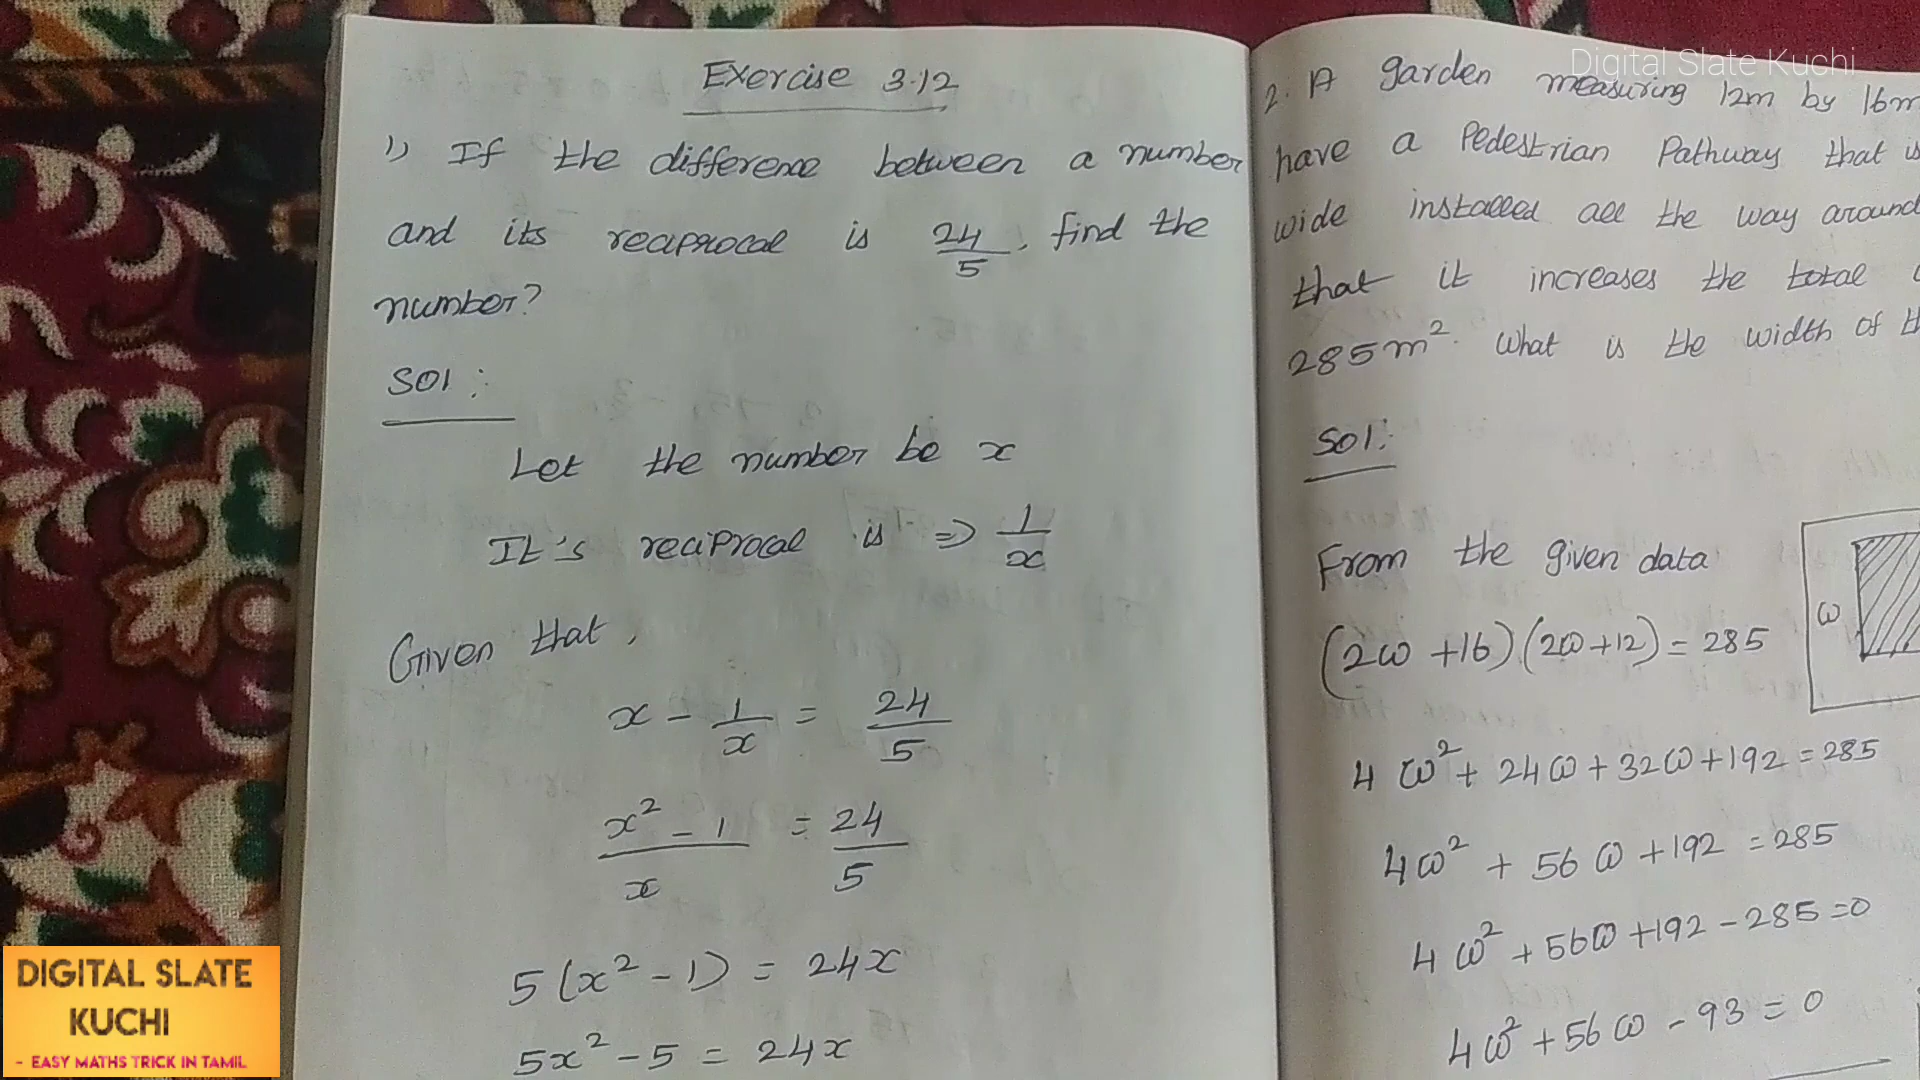 Exercise 3.12
1) If the difference between a number
and its reciprocal is 24/5, find the
number?
Sol:
Let the number be x
It's reciprocal is ⇒ 1/x
Given that,
x - 1/x = 24/5
x² - 1 / x = 24/5
5(x² - 1) = 24x
5x² - 5 = 24x
2. A garden measuring 12m by 16m
have a Pedestrian Pathway that is
wide installed all the way around
that it increases the total
285m². What is the width of
Sol:
From the given data
(2ω + 16)(2ω + 12) = 285
ω
4ω² + 24ω + 32ω + 192 = 285
4ω² + 56ω + 192 = 285
4ω² + 56ω + 192 - 285 = 0
4ω² + 56ω - 93 = 0
Digital Slate Kuchi
DIGITAL SLATE
KUCHI
- EASY MATHS TRICK IN TAMIL